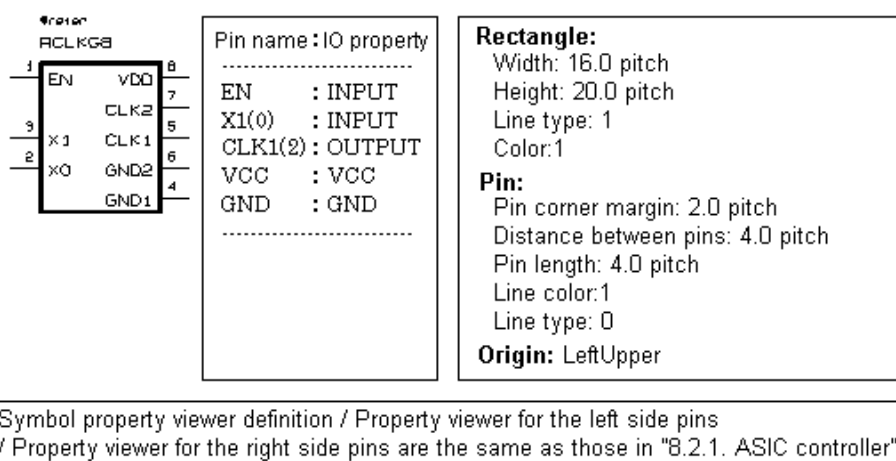 ACLKG8
1 EN VDD 8
CLK2 7
3 X1 CLK1 5
2 X0 GND2 6
GND1 4
Pin name : IO property
EN : INPUT
X1(0) : INPUT
CLK1(2) : OUTPUT
VCC : VCC
GND : GND
Rectangle:
Width: 16.0 pitch
Height: 20.0 pitch
Line type: 1
Color:1
Pin:
Pin corner margin: 2.0 pitch
Distance between pins: 4.0 pitch
Pin length: 4.0 pitch
Line color:1
Line type: 0
Origin: LeftUpper
Symbol property viewer definition / Property viewer for the left side pins
/ Property viewer for the right side pins are the same as those in "8.2.1. ASIC controller"